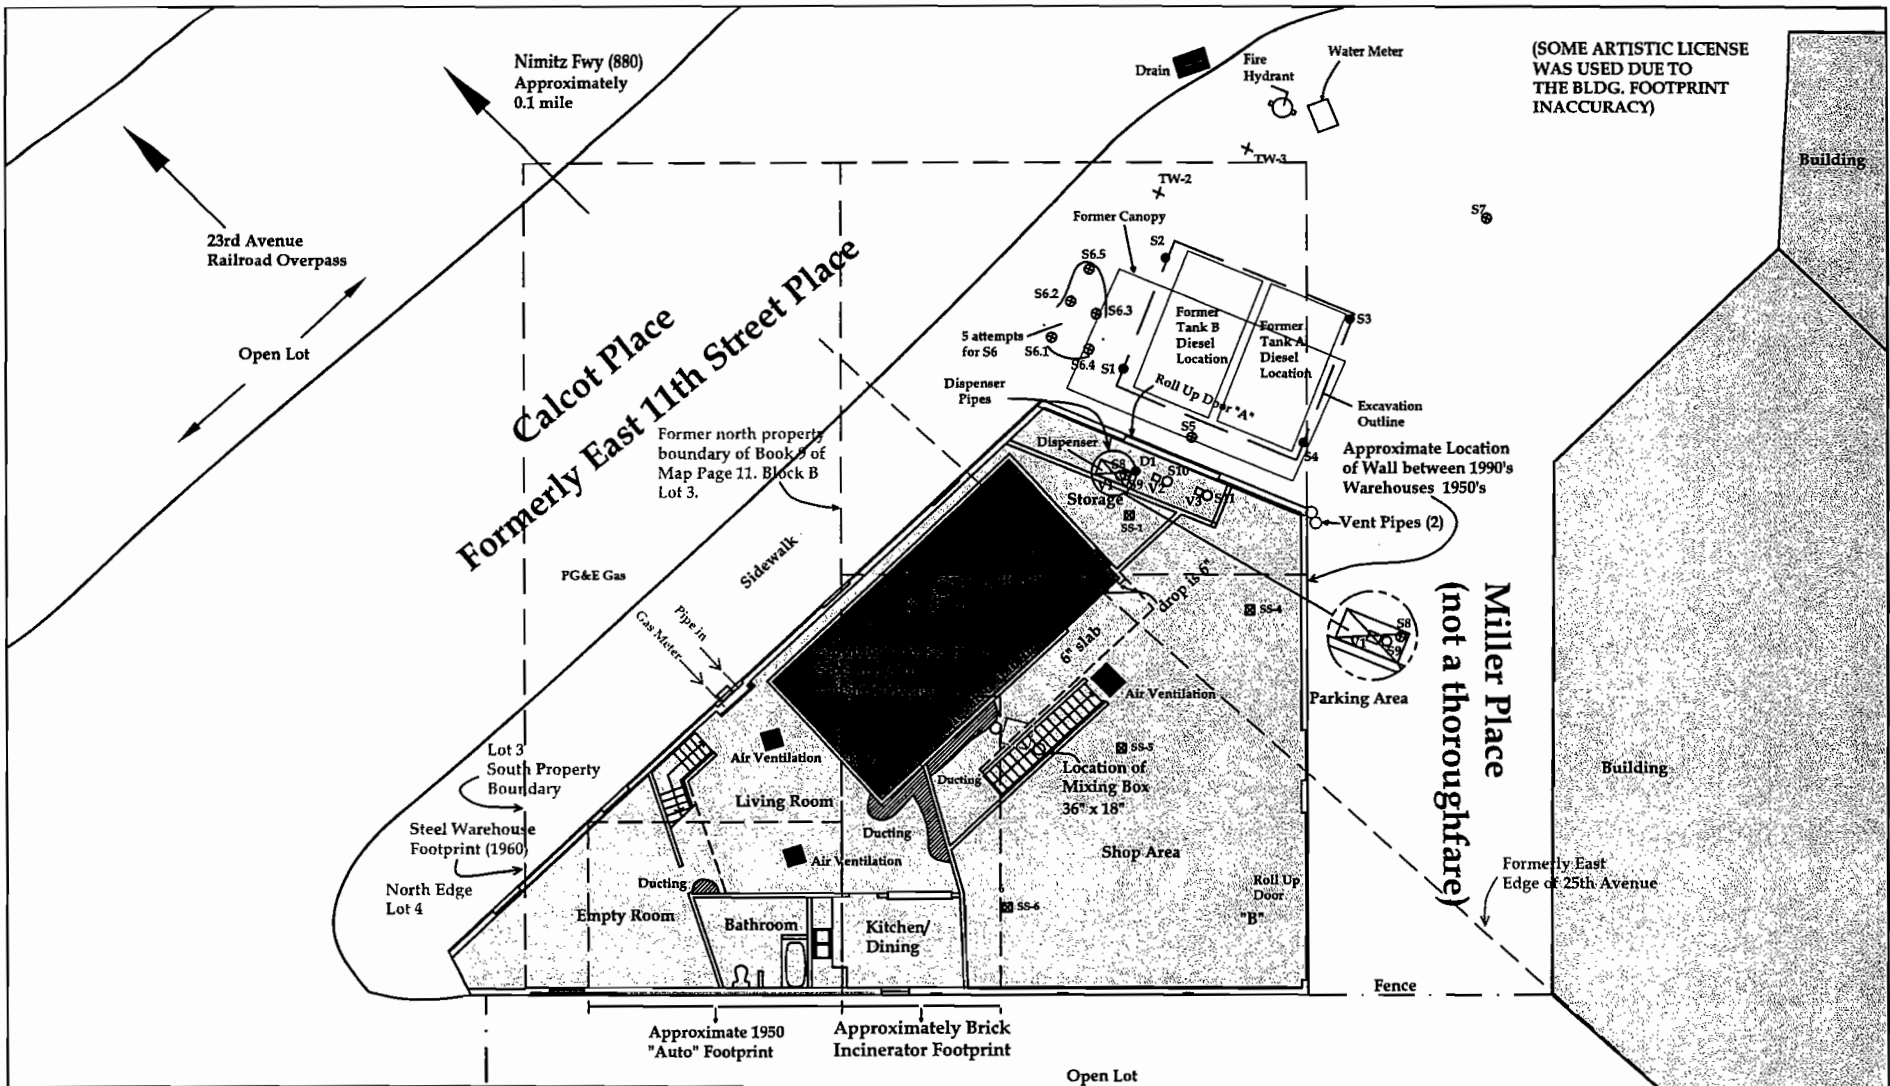 Nimitz Fwy (880)
Approximately
0.1 mile
Drain
Fire
Hydrant
Water Meter
(SOME ARTISTIC LICENSE
WAS USED DUE TO
THE BLDG. FOOTPRINT
INACCURACY)
Building
TW-3
TW-2
S7
23rd Avenue
Railroad Overpass
Former Canopy
S2
S6.5
S6.2
S6.3
5 attempts
for S6
S6.1
S6.4
S1
Former
Tank B
Diesel
Location
Former
Tank A
Diesel
Location
S3
Open Lot
Calcot Place
Formerly East 11th Street Place
Dispenser
Pipes
Roll Up Door "A"
Excavation
Outline
S5
S4
Former north property
boundary of Book 9 of
Map Page 11. Block B
Lot 3.
Dispenser
S8
D1
S9
S10
V1
V2
V3
S11
Storage
SS-1
Approximate Location
of Wall between 1990's
Warehouses 1950's
Vent Pipes (2)
Sidewalk
PG&E Gas
Pipe in
Gas Meter
drop is 6"
6" slab
SS-4
Miller Place
(not a thoroughfare)
S8
V1
S9
Parking Area
Air Ventilation
Air Ventilation
SS-5
Lot 3
South Property
Boundary
Living Room
Ducting
Location of
Mixing Box
36" x 18"
Building
Steel Warehouse
Footprint (1960)
Ducting
Shop Area
Air Ventilation
North Edge
Lot 4
Ducting
Empty Room
Bathroom
Kitchen/
Dining
SS-6
Roll Up
Door
"B"
Formerly East
Edge of 25th Avenue
Fence
Approximate 1950
"Auto" Footprint
Approximately Brick
Incinerator Footprint
Open Lot